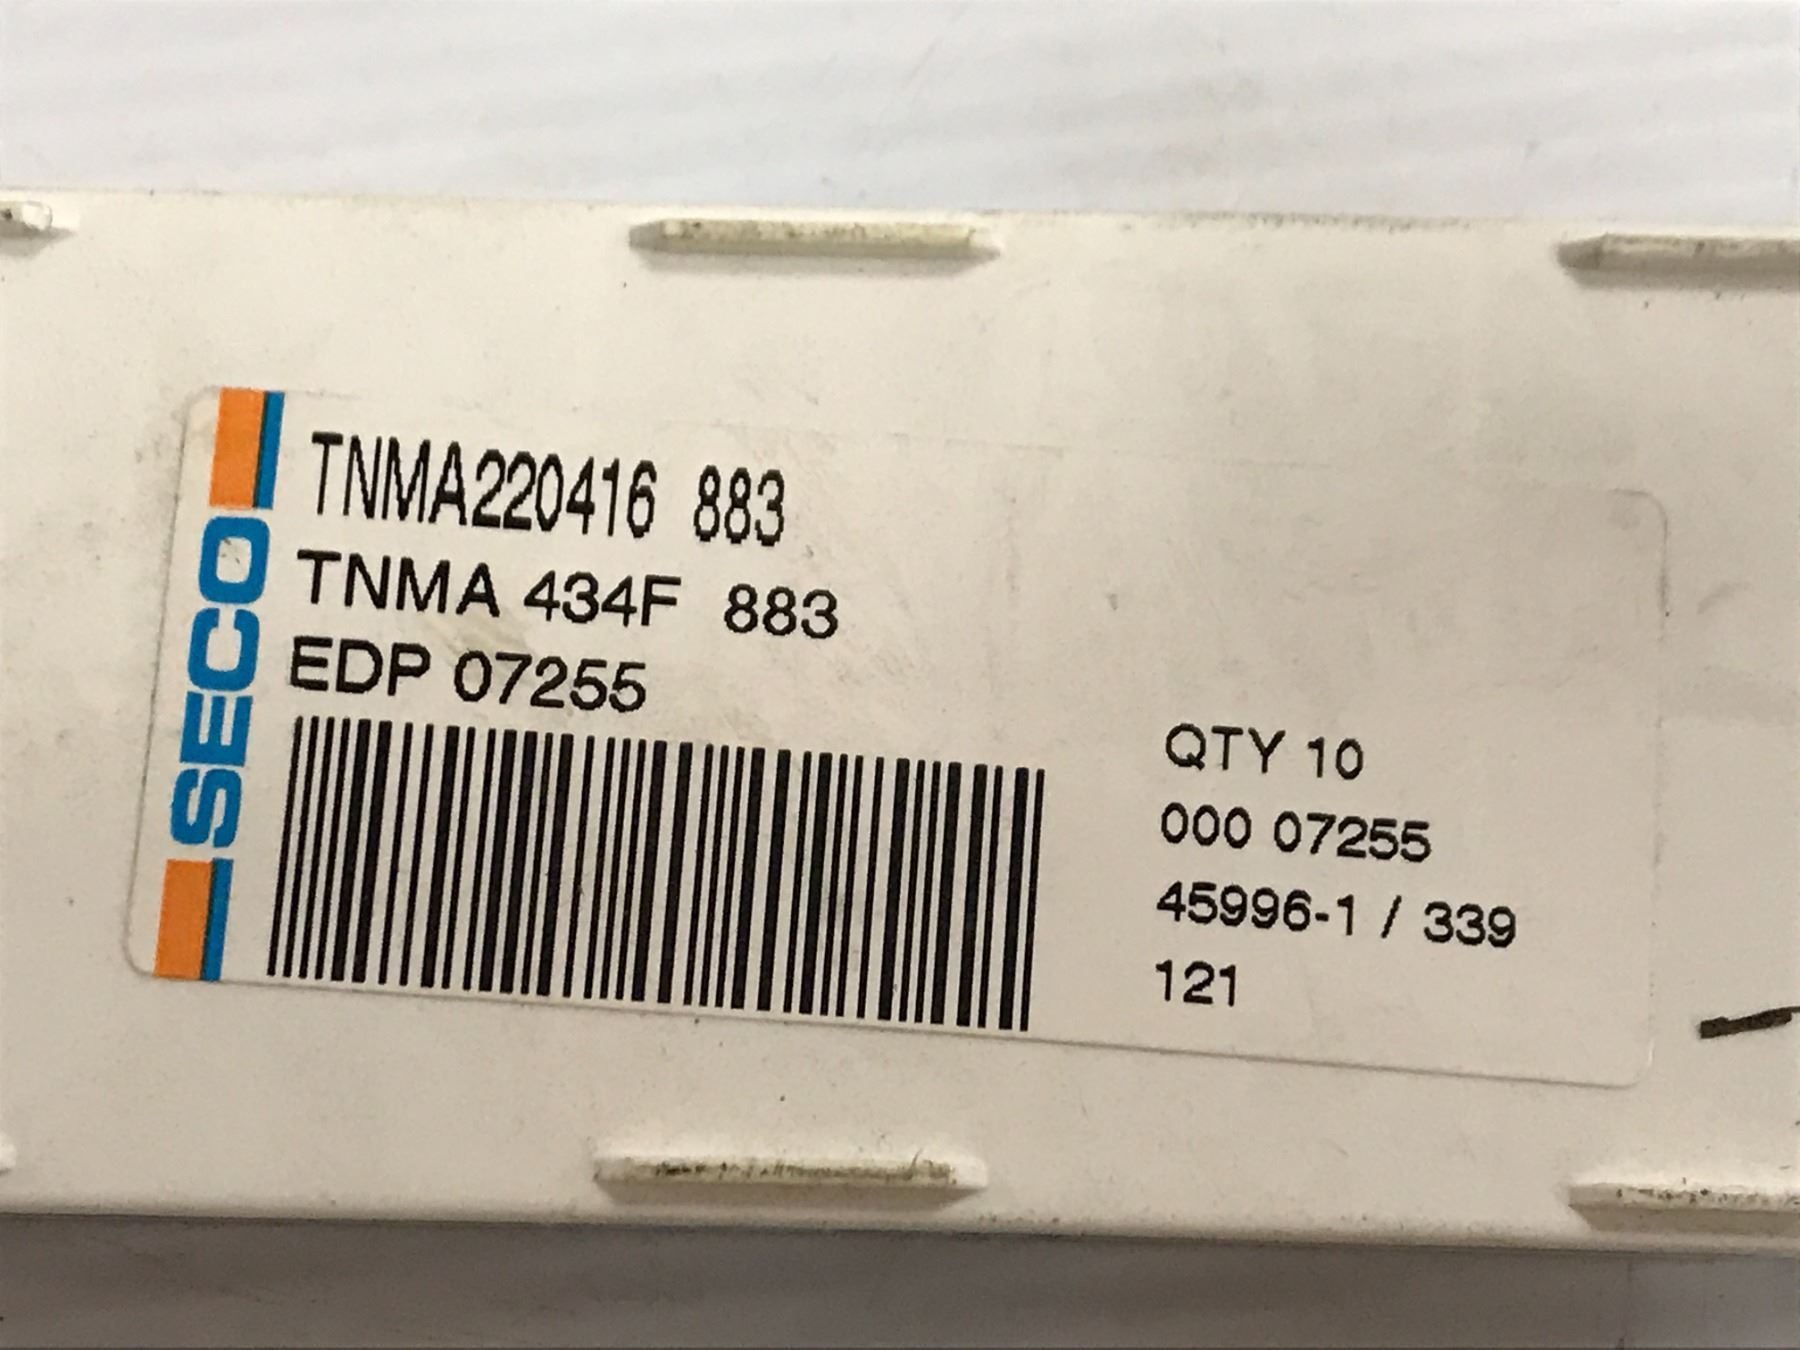 SECO
TNMA220416 883
TNMA 434F 883
EDP 07255
QTY 10
000 07255
45996-1 / 339
121